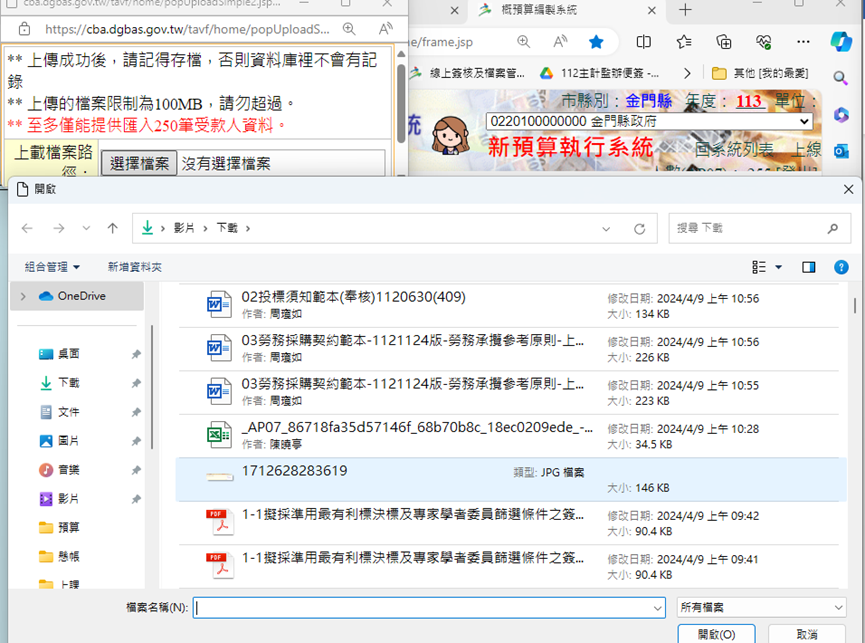 cba.dgbas.gov.tw/tavf/home/popUploadSimple2.jsp...
https://cba.dgbas.gov.tw/tavf/home/popUploadS...
** 上傳成功後，請記得存檔，否則資料庫裡不會有記
錄
** 上傳的檔案限制為100MB，請勿超過。
** 至多僅能提供匯入250筆受款人資料。
上載檔案路
徑：
選擇檔案 沒有選擇檔案
概預算編製系統
ne/frame.jsp
線上簽核及檔案管...
112主計監辦便簽 -...
其他 [我的最愛]
統
市縣別：金門縣 年度：113 單位：
0220100000000 金門縣政府
新預算執行系統
回系統列表 上線
開啟
影片 > 下載 >
搜尋 下載
組合管理
新增資料夾
OneDrive
桌面
下載
文件
圖片
音樂
影片
預算
懸帳
上課
02投標須知範本(奉核)1120630(409)
作者: 周瓊如
修改日期: 2024/4/9 上午 10:56
大小: 134 KB
03勞務採購契約範本-1121124版-勞務承攬參考原則-上...
作者: 周瓊如
修改日期: 2024/4/9 上午 10:56
大小: 226 KB
03勞務採購契約範本-1121124版-勞務承攬參考原則-上...
作者: 周瓊如
修改日期: 2024/4/9 上午 10:55
大小: 223 KB
_AP07_86718fa35d57146f_68b70b8c_18ec0209ede_-...
作者: 陳曉亭
修改日期: 2024/4/9 上午 10:28
大小: 34.5 KB
1712628283619
類型: JPG 檔案
大小: 146 KB
1-1擬採準用最有利標決標及專家學者委員篩選條件之簽...
修改日期: 2024/4/9 上午 09:42
大小: 90.4 KB
1-1擬採準用最有利標決標及專家學者委員篩選條件之簽...
修改日期: 2024/4/9 上午 09:41
大小: 90.4 KB
檔案名稱(N):
所有檔案
開啟(O)
取消